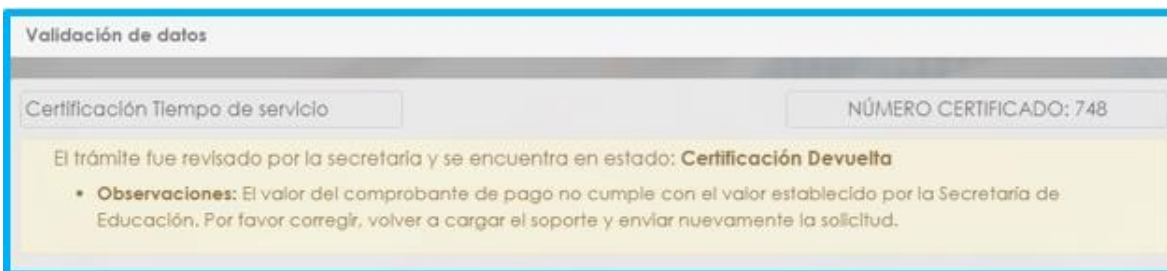 Validación de datos
Certificación Tiempo de servicio
NÚMERO CERTIFICADO: 748
El trámite fue revisado por la secretaria y se encuentra en estado: Certificación Devuelta
• Observaciones: El valor del comprobante de pago no cumple con el valor establecido por la Secretaría de
Educación. Por favor corregir, volver a cargar el soporte y enviar nuevamente la solicitud.